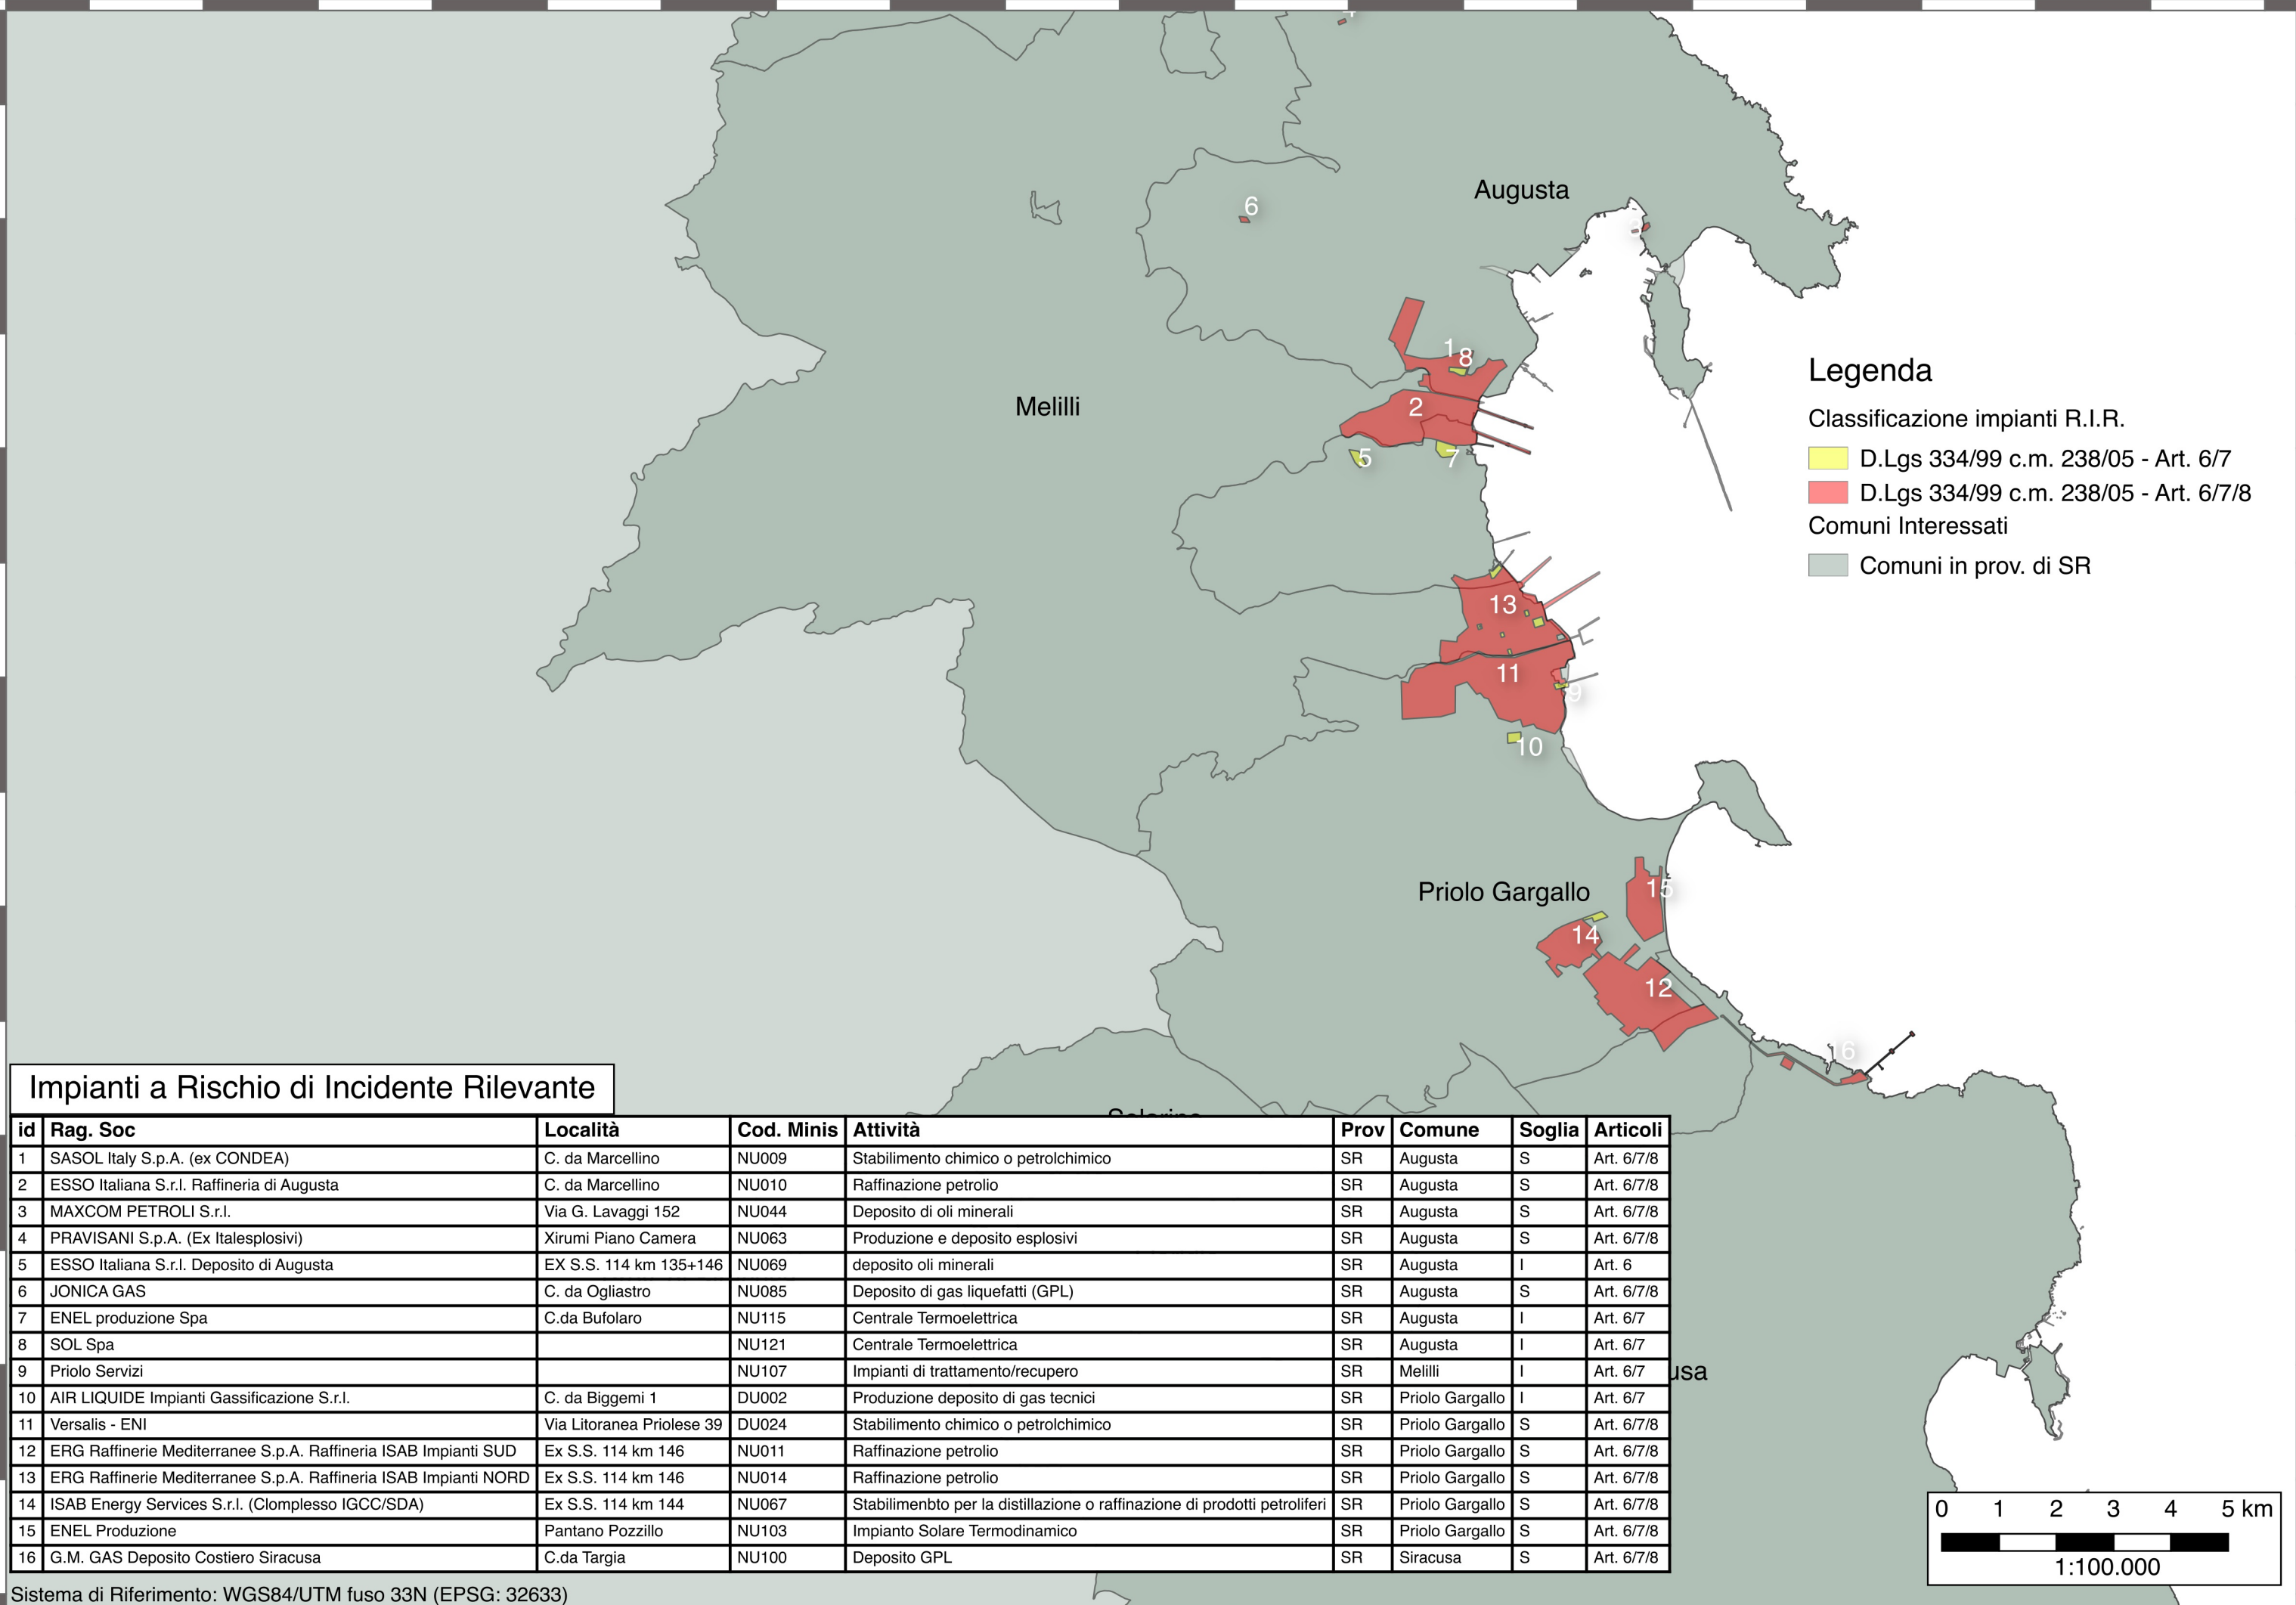 4
Augusta
6
3
1
8
Melilli
2
5
7
Legenda
Classificazione impianti R.I.R.
D.Lgs 334/99 c.m. 238/05 - Art. 6/7
D.Lgs 334/99 c.m. 238/05 - Art. 6/7/8
Comuni Interessati
Comuni in prov. di SR
13
11
9
10
Priolo Gargallo
15
14
12
16
Impianti a Rischio di Incidente Rilevante
id Rag. Soc Località Cod. Minis Attività Prov Comune Soglia Articoli
1 SASOL Italy S.p.A. (ex CONDEA) C. da Marcellino NU009 Stabilimento chimico o petrolchimico SR Augusta S Art. 6/7/8
2 ESSO Italiana S.r.l. Raffineria di Augusta C. da Marcellino NU010 Raffinazione petrolio SR Augusta S Art. 6/7/8
3 MAXCOM PETROLI S.r.l. Via G. Lavaggi 152 NU044 Deposito di oli minerali SR Augusta S Art. 6/7/8
4 PRAVISANI S.p.A. (Ex Italesplosivi) Xirumi Piano Camera NU063 Produzione e deposito esplosivi SR Augusta S Art. 6/7/8
5 ESSO Italiana S.r.l. Deposito di Augusta EX S.S. 114 km 135+146 NU069 deposito oli minerali SR Augusta I Art. 6
6 JONICA GAS C. da Ogliastro NU085 Deposito di gas liquefatti (GPL) SR Augusta S Art. 6/7/8
7 ENEL produzione Spa C.da Bufolaro NU115 Centrale Termoelettrica SR Augusta I Art. 6/7
8 SOL Spa NU121 Centrale Termoelettrica SR Augusta I Art. 6/7
9 Priolo Servizi NU107 Impianti di trattamento/recupero SR Melilli I Art. 6/7
10 AIR LIQUIDE Impianti Gassificazione S.r.l. C. da Biggemi 1 DU002 Produzione deposito di gas tecnici SR Priolo Gargallo I Art. 6/7
11 Versalis - ENI Via Litoranea Priolese 39 DU024 Stabilimento chimico o petrolchimico SR Priolo Gargallo S Art. 6/7/8
12 ERG Raffinerie Mediterranee S.p.A. Raffineria ISAB Impianti SUD Ex S.S. 114 km 146 NU011 Raffinazione petrolio SR Priolo Gargallo S Art. 6/7/8
13 ERG Raffinerie Mediterranee S.p.A. Raffineria ISAB Impianti NORD Ex S.S. 114 km 146 NU014 Raffinazione petrolio SR Priolo Gargallo S Art. 6/7/8
14 ISAB Energy Services S.r.l. (Clomplesso IGCC/SDA) Ex S.S. 114 km 144 NU067 Stabilimenbto per la distillazione o raffinazione di prodotti petroliferi SR Priolo Gargallo S Art. 6/7/8
15 ENEL Produzione Pantano Pozzillo NU103 Impianto Solare Termodinamico SR Priolo Gargallo S Art. 6/7/8
16 G.M. GAS Deposito Costiero Siracusa C.da Targia NU100 Deposito GPL SR Siracusa S Art. 6/7/8
usa
0 1 2 3 4 5 km
1:100.000
Sistema di Riferimento: WGS84/UTM fuso 33N (EPSG: 32633)